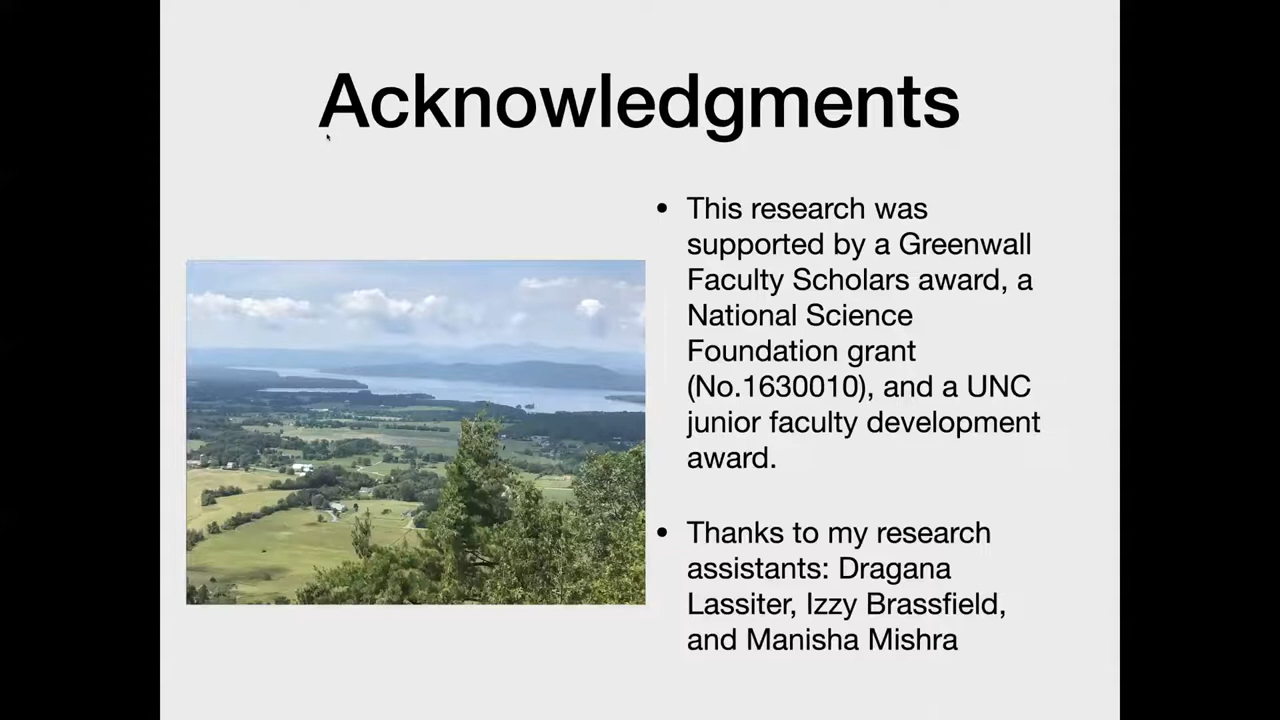 Acknowledgments
• This research was
supported by a Greenwall
Faculty Scholars award, a
National Science
Foundation grant
(No.1630010), and a UNC
junior faculty development
award.
• Thanks to my research
assistants: Dragana
Lassiter, Izzy Brassfield,
and Manisha Mishra